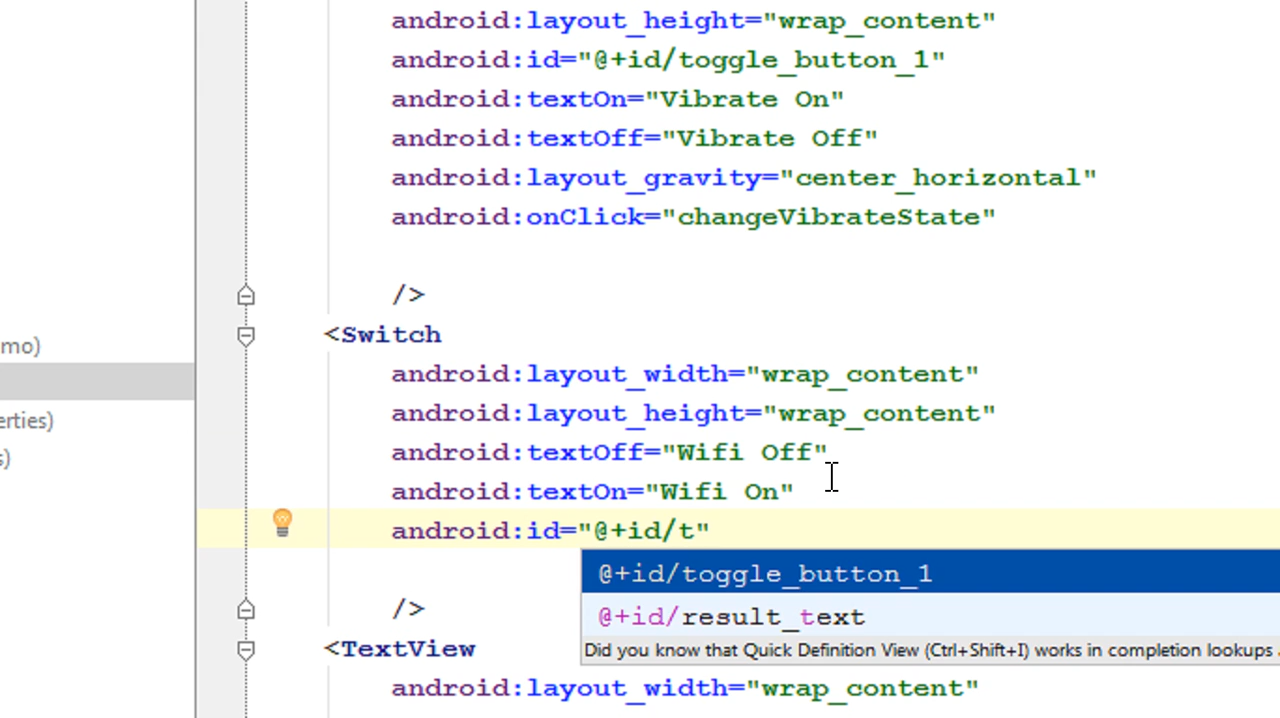 android:layout_height="wrap_content"
android:id="@+id/toggle_button_1"
android:textOn="Vibrate On"
android:textOff="Vibrate Off"
android:layout_gravity="center_horizontal"
android:onClick="changeVibrateState"
/>
<Switch
mo)
android:layout_width="wrap_content"
android:layout_height="wrap_content"
erties)
android:textOff="Wifi Off"
s)
android:textOn="Wifi On"
android:id="@+id/t"
@+id/toggle_button_1
/>
@+id/result_text
<TextView
Did you know that Quick Definition View (Ctrl+Shift+I) works in completion lookups
android:layout_width="wrap_content"